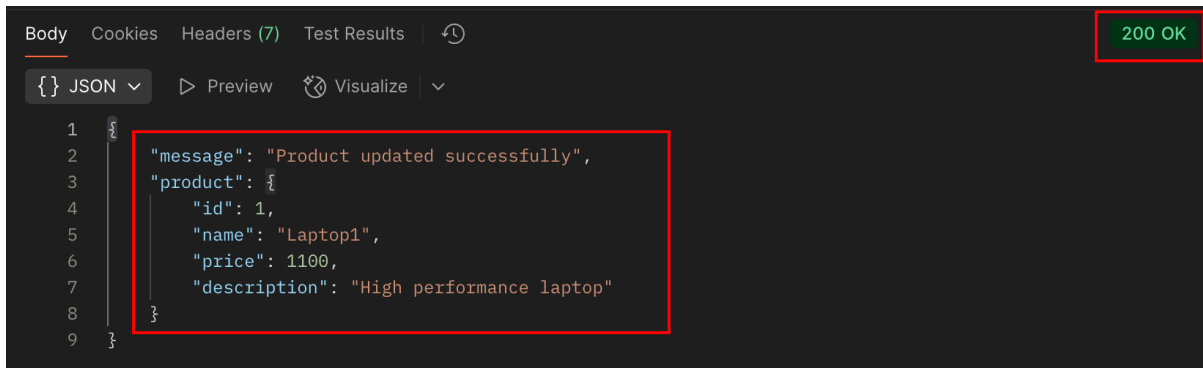 Body Cookies Headers (7) Test Results 200 OK
{} JSON Preview Visualize
1 {
2 "message": "Product updated successfully",
3 "product": {
4 "id": 1,
5 "name": "Laptop1",
6 "price": 1100,
7 "description": "High performance laptop"
8 }
9 }